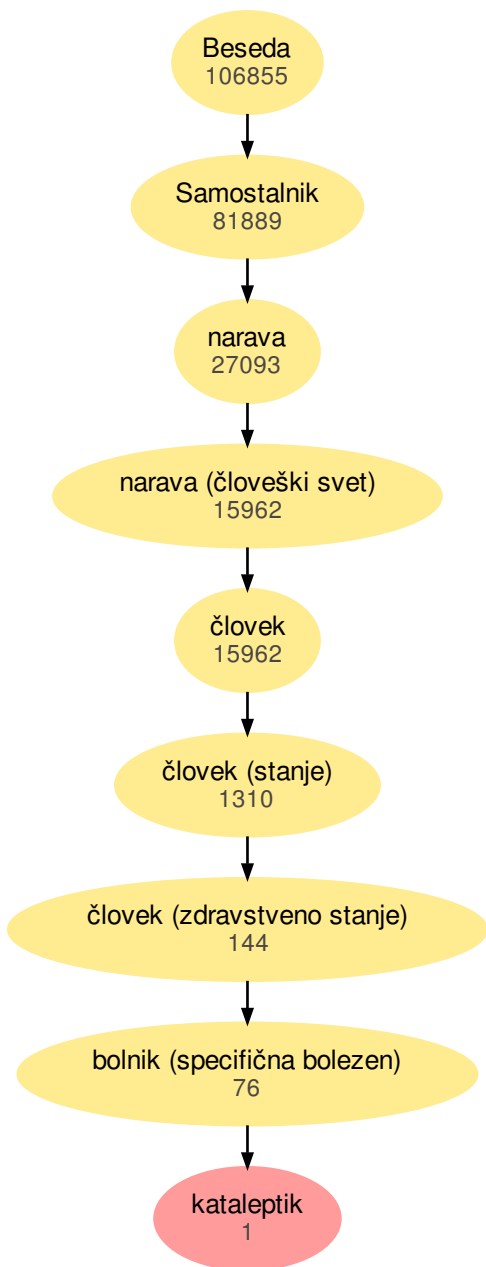 Beseda
106855
Samostalnik
81889
narava
27093
narava (človeški svet)
15962
človek
15962
človek (stanje)
1310
človek (zdravstveno stanje)
144
bolnik (specifična bolezen)
76
kataleptik
1